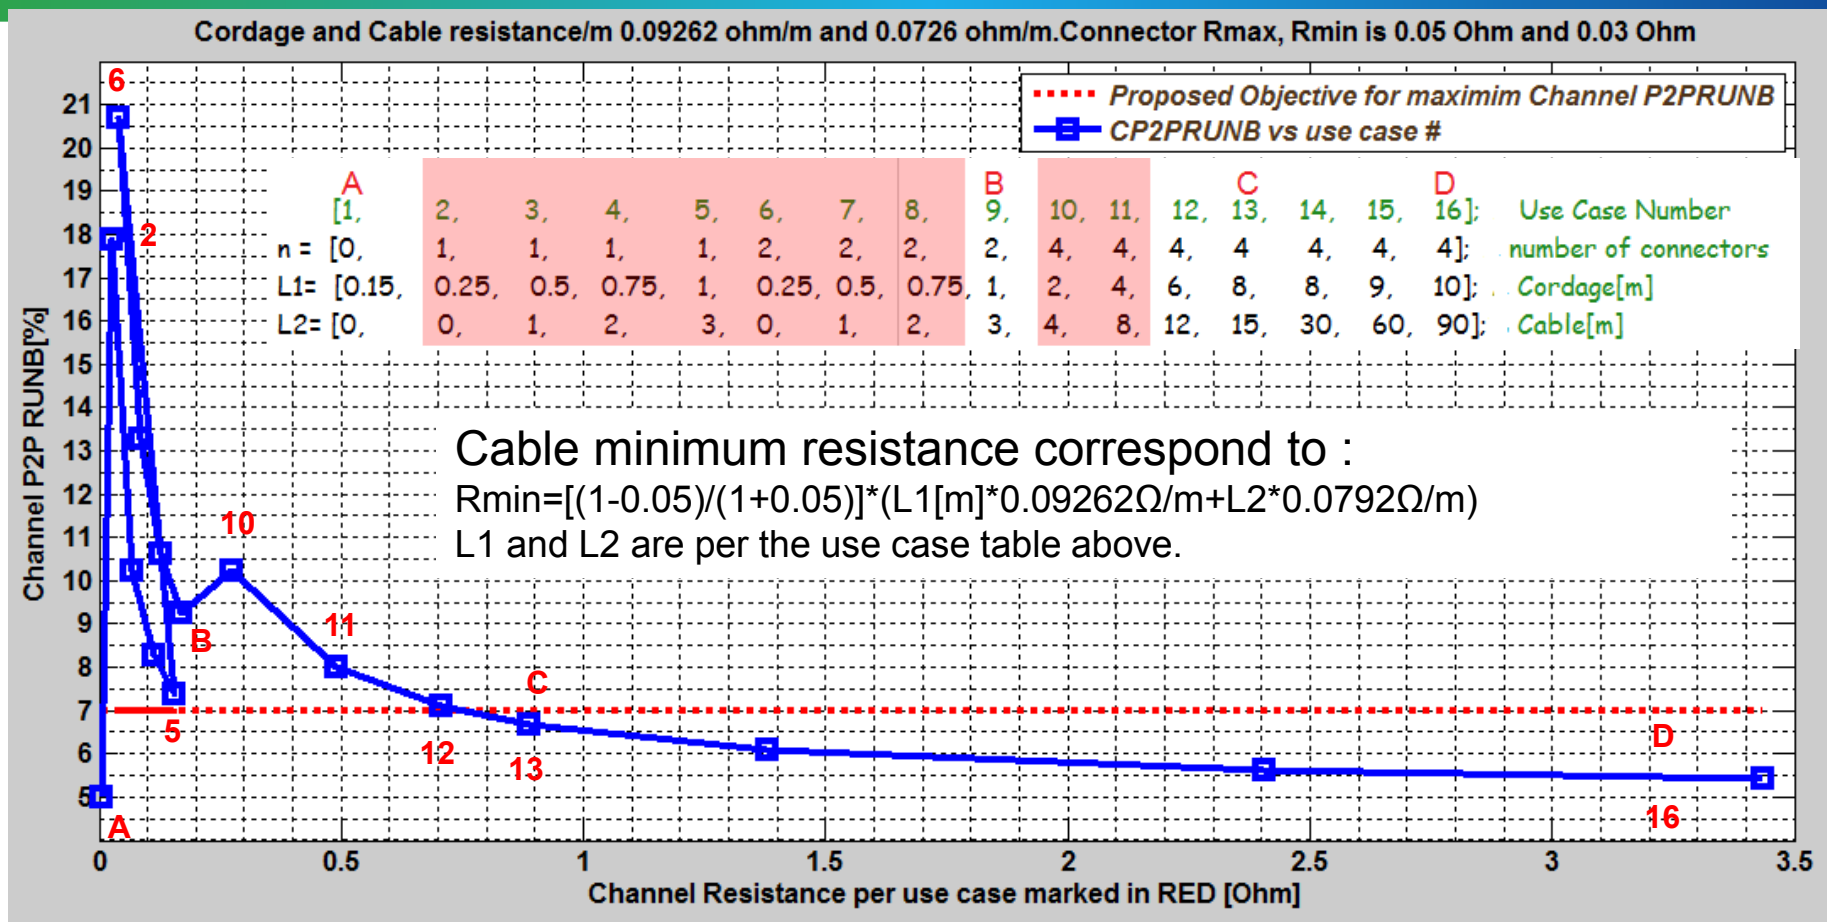 Cordage and Cable resistance/m 0.09262 ohm/m and 0.0726 ohm/m.Connector Rmax, Rmin is 0.05 Ohm and 0.03 Ohm
Proposed Objective for maximim Channel P2PRUNB
CP2PRUNB vs use case #
A B C D
[1, 2, 3, 4, 5, 6, 7, 8, 9, 10, 11, 12, 13, 14, 15, 16]; Use Case Number
n = [0, 1, 1, 1, 1, 2, 2, 2, 2, 4, 4, 4, 4 4, 4, 4]; number of connectors
L1= [0.15, 0.25, 0.5, 0.75, 1, 0.25, 0.5, 0.75, 1, 2, 4, 6, 8, 8, 9, 10]; Cordage[m]
L2= [0, 0, 1, 2, 3, 0, 1, 2, 3, 4, 8, 12, 15, 30, 60, 90]; Cable[m]
Cable minimum resistance correspond to :
Rmin=[(1-0.05)/(1+0.05)]*(L1[m]*0.09262Ω/m+L2*0.0792Ω/m)
L1 and L2 are per the use case table above.
6
2
10
11
B
C
5
12
13
D
16
A
Channel P2P RUNB[%]
21
20
19
18
17
16
15
14
13
12
11
10
9
8
7
6
5
0 0.5 1 1.5 2 2.5 3 3.5
Channel Resistance per use case marked in RED [Ohm]